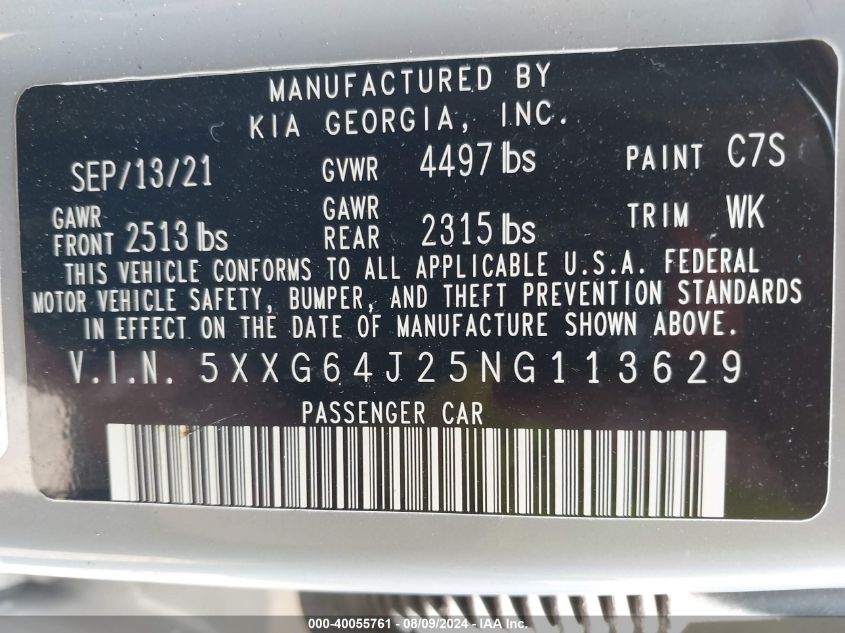 MANUFACTURED BY
KIA GEORGIA, INC.
SEP/13/21 GVWR 4497 lbs PAINT C7S
GAWR FRONT 2513 lbs GAWR REAR 2315 lbs TRIM WK
THIS VEHICLE CONFORMS TO ALL APPLICABLE U.S.A. FEDERAL
MOTOR VEHICLE SAFETY, BUMPER, AND THEFT PREVENTION STANDARDS
IN EFFECT ON THE DATE OF MANUFACTURE SHOWN ABOVE.
V.I.N. 5XXG64J25NG113629
PASSENGER CAR
000-40055761 - 08/09/2024 - IAA Inc.